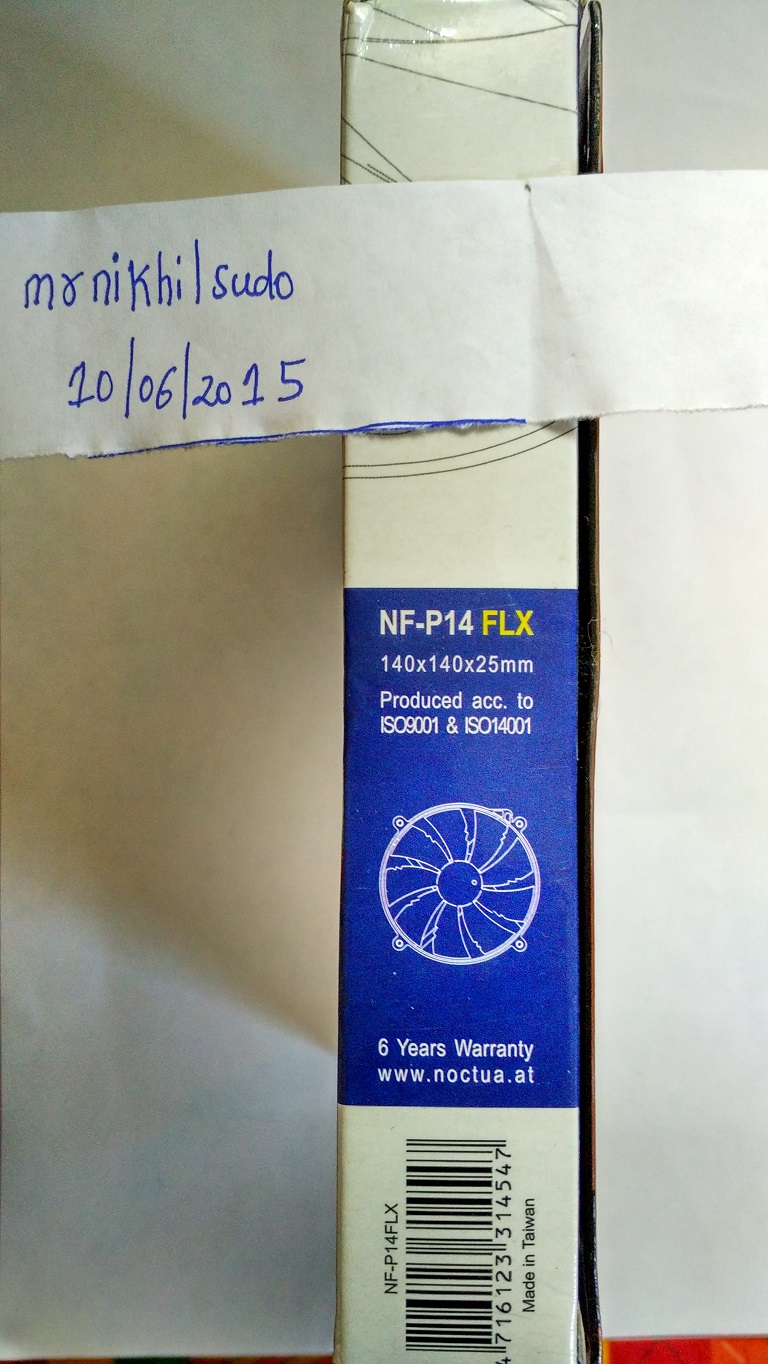 mrnikhilsudo
10/06/2015
NF-P14 FLX
140x140x25mm
Produced acc. to
ISO9001 & ISO14001
6 Years Warranty
www.noctua.at
NF-P14FLX
4716123314547
Made in Taiwan